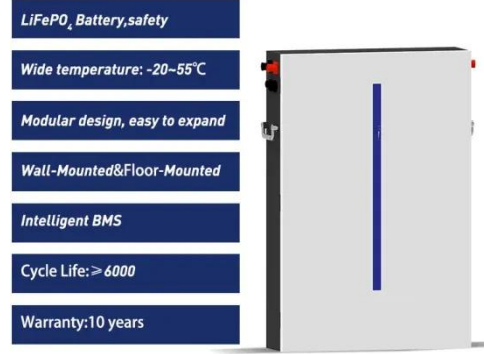 LiFePO₄ Battery,safety
Wide temperature: -20~55℃
Modular design, easy to expand
Wall-Mounted&Floor-Mounted
Intelligent BMS
Cycle Life:≥6000
Warranty:10 years